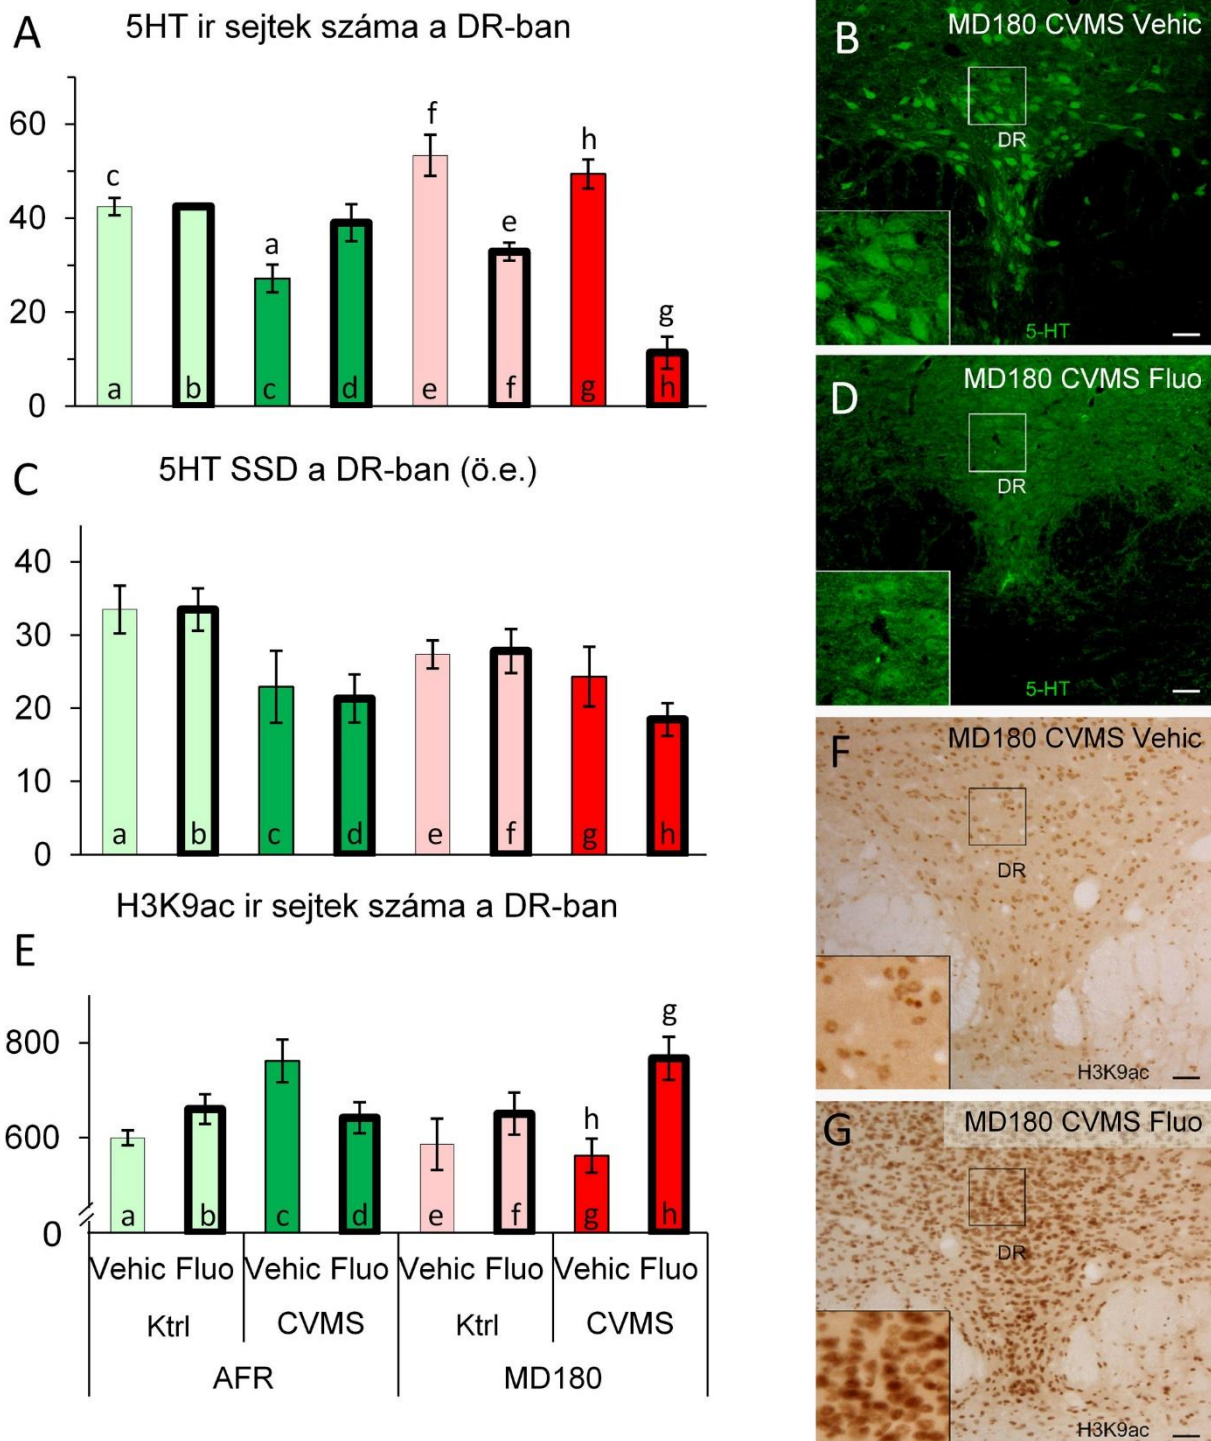 A
5HT ir sejtek száma a DR-ban
60
40
20
0
c
f
h
a
e
g
a b c d e f g h
C
5HT SSD a DR-ban (ö.e.)
40
30
20
10
0
a b c d e f g h
H3K9ac ir sejtek száma a DR-ban
E
800
600
0
g
h
a b c d e f g h
Vehic Fluo Vehic Fluo Vehic Fluo Vehic Fluo
Ktrl CVMS Ktrl CVMS
AFR MD180
B
MD180 CVMS Vehic
DR
5-HT
D
MD180 CVMS Fluo
DR
5-HT
F
MD180 CVMS Vehic
DR
H3K9ac
G
MD180 CVMS Fluo
DR
H3K9ac